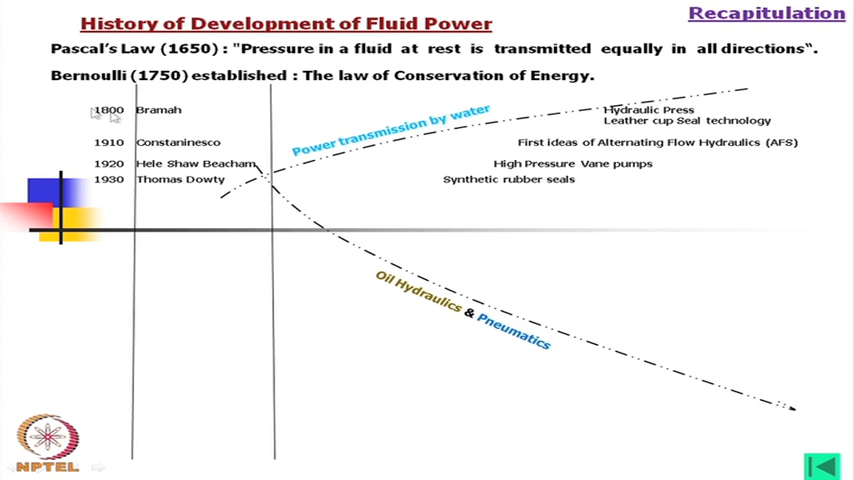 Recapitulation
History of Development of Fluid Power
Pascal's Law (1650) : "Pressure in a fluid at rest is transmitted equally in all directions".
Bernoulli (1750) established : The law of Conservation of Energy.
1800 Bramah Hydraulic Press
Leather cup Seal technology
Power transmission by water
1910 Constaninesco First ideas of Alternating Flow Hydraulics (AFS)
1920 Hele Shaw Beacham High Pressure Vane pumps
1930 Thomas Dowty Synthetic rubber seals
Oil Hydraulics & Pneumatics
NPTEL